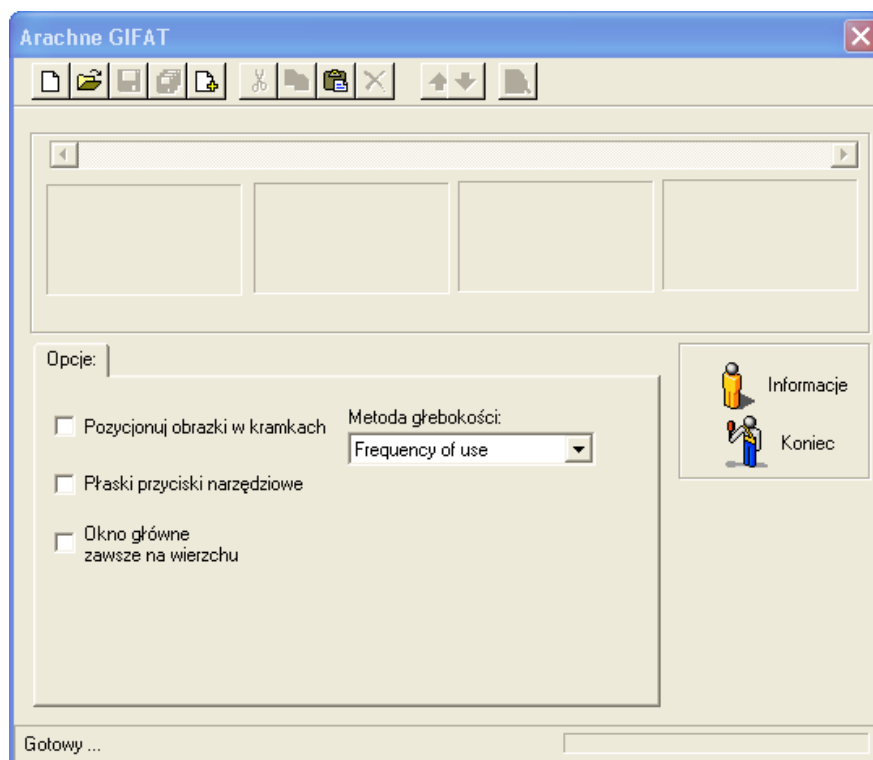 Arachne GIFAT
Opcje:
Pozycjonuj obrazki w kramkach
Metoda głebokości:
Frequency of use
Płaski przyciski narzędziowe
Okno główne
zawsze na wierzchu
Informacje
Koniec
Gotowy ...